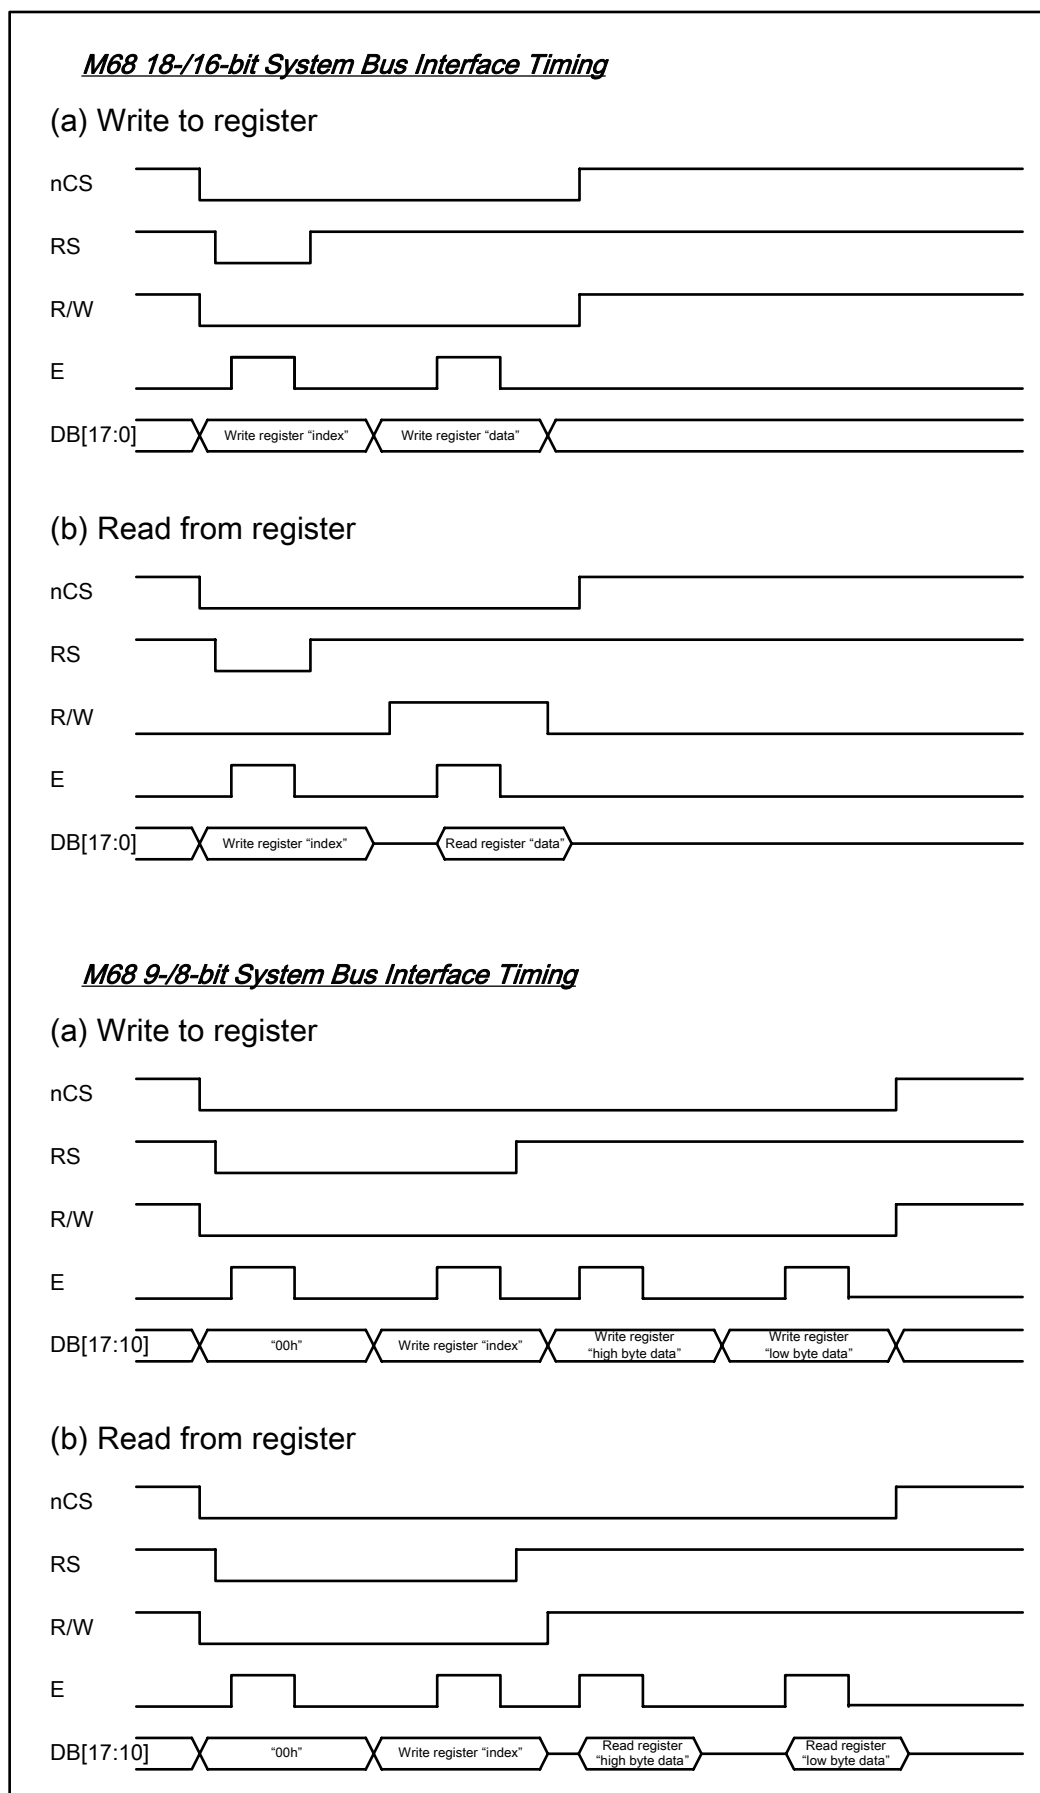 M68 18-/16-bit System Bus Interface Timing
(a) Write to register
nCS
RS
R/W
E
DB[17:0]
Write register “index”
Write register “data”
(b) Read from register
nCS
RS
R/W
E
DB[17:0]
Write register “index”
Read register “data”
M68 9-/8-bit System Bus Interface Timing
(a) Write to register
nCS
RS
R/W
E
DB[17:10]
“00h”
Write register “index”
Write register
“high byte data”
Write register
“low byte data”
(b) Read from register
nCS
RS
R/W
E
DB[17:10]
“00h”
Write register “index”
Read register
“high byte data”
Read register
“low byte data”